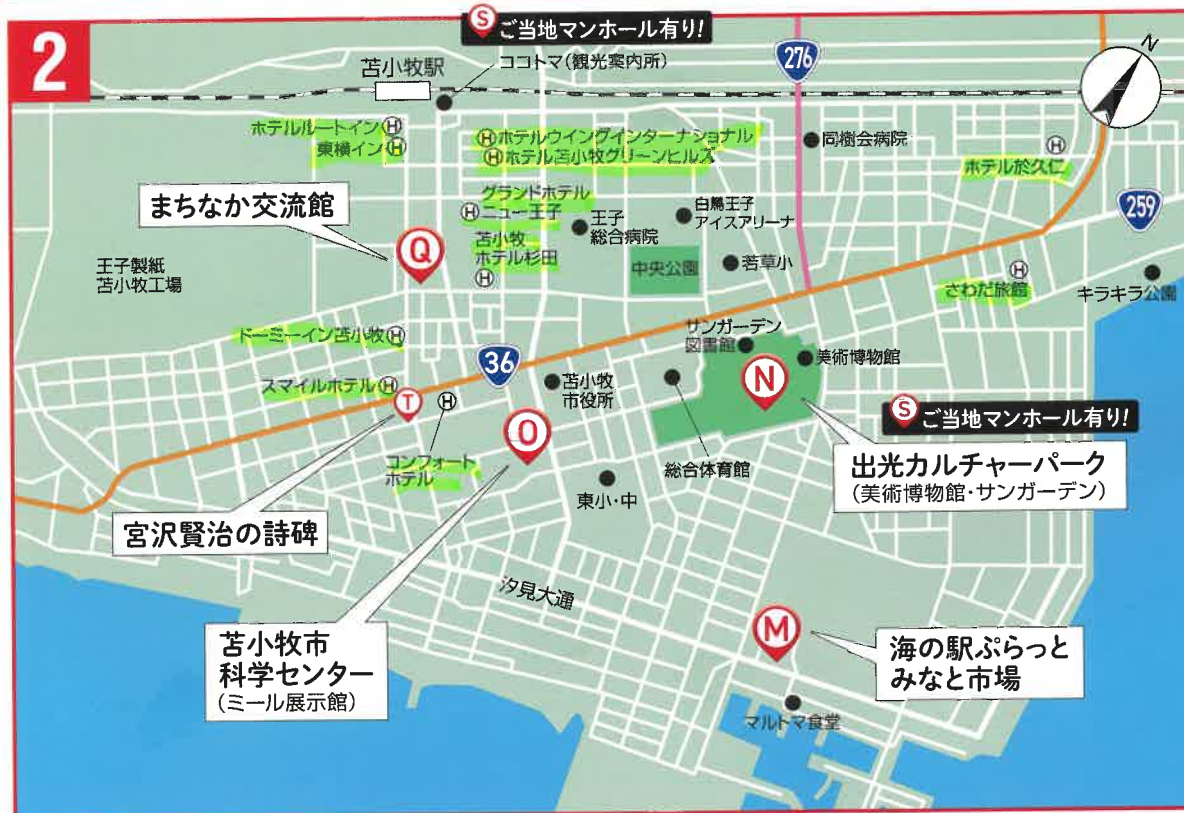 2
S ご当地マンホール有り!
苫小牧駅
ココトマ(観光案内所)
276
N
ホテルルートイン H
東横イン H
H ホテルウイングインターナショナル
H ホテル苫小牧グリーンヒルズ
同樹会病院
H
ホテル於久仁
まちなか交流館
グランドホテル
H ニュー王子
王子
総合病院
白鳥王子
アイスアリーナ
259
Q
苫小牧
ホテル杉田
H
中央公園
若草小
王子製紙
苫小牧工場
H
さわだ旅館
キラキラ公園
ドーミーイン苫小牧 H
サンガーデン
図書館
美術博物館
36
スマイルホテル H
T
H
苫小牧
市役所
N
O
S ご当地マンホール有り!
コンフォート
ホテル
総合体育館
東小・中
出光カルチャーパーク
(美術博物館・サンガーデン)
宮沢賢治の詩碑
汐見大通
M
苫小牧市
科学センター
(ミール展示館)
海の駅ぷらっと
みなと市場
マルトマ食堂